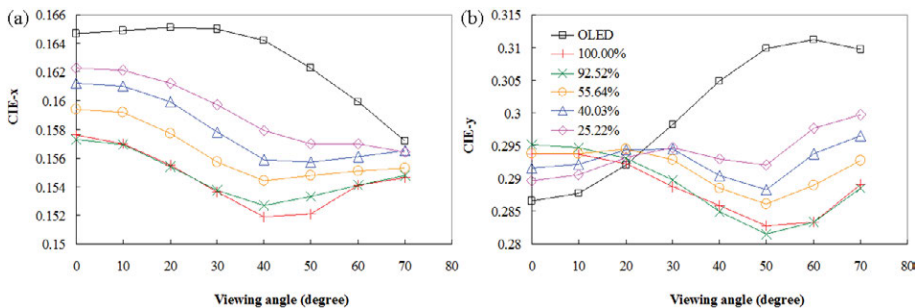 (a)
0.166
0.164
0.162
0.16
0.158
0.156
0.154
0.152
0.15
CIE-x
0 10 20 30 40 50 60 70 80
Viewing angle (degree)
(b)
0.315
0.31
0.305
0.3
0.295
0.29
0.285
0.28
CIE-y
OLED
100.00%
92.52%
55.64%
40.03%
25.22%
0 10 20 30 40 50 60 70 80
Viewing angle (degree)